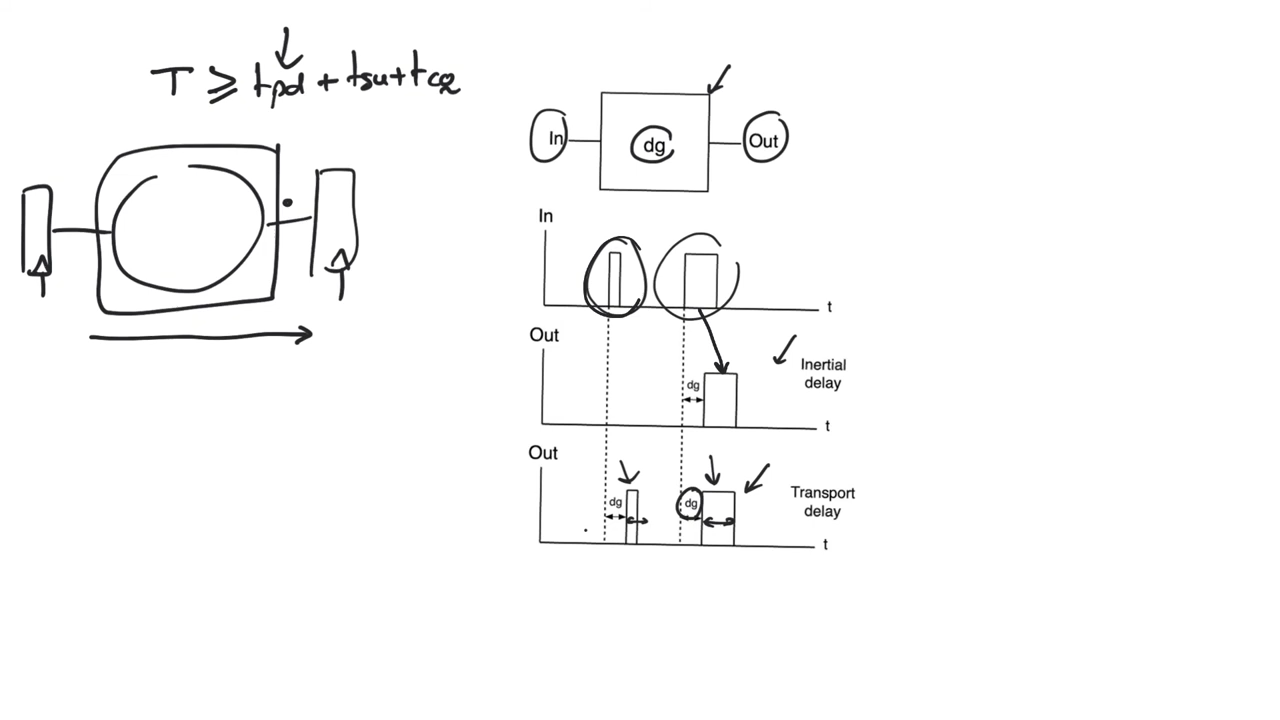 T ≥ tpd + tsu + tcq
In
dg
Out
In
t
Out
dg
Inertial
delay
t
Out
dg
dg
Transport
delay
t